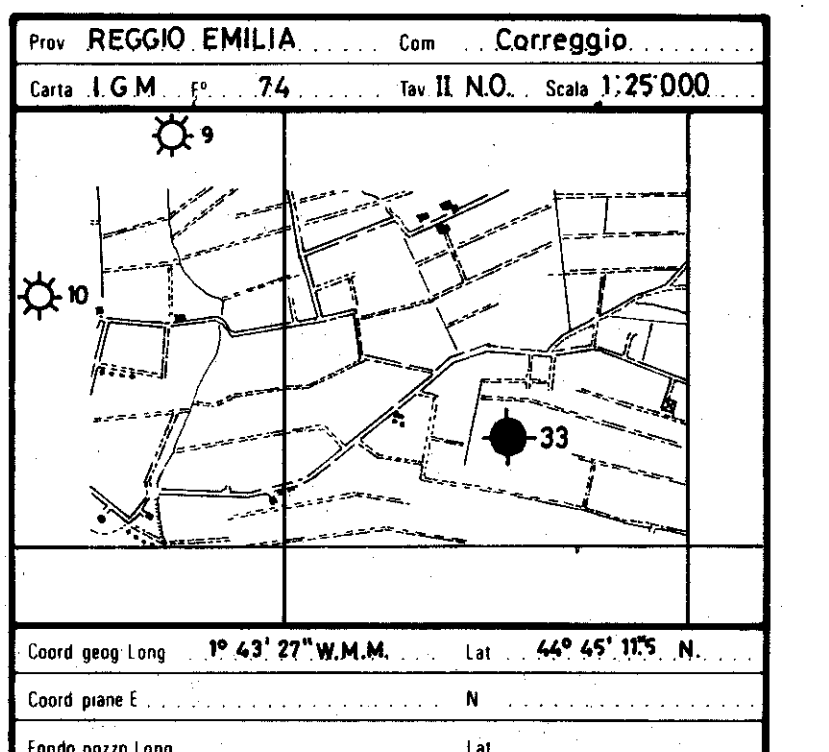 Prov REGGIO EMILIA Com Correggio
Carta I.G.M. F° 74 Tav II N.O. Scala 1:25000
9
10
33
Coord geog Long 1° 43' 27" W.M.M. Lat 44° 45' 11"5 N.
Coord piane E N
Fondo pozzo Long Lat